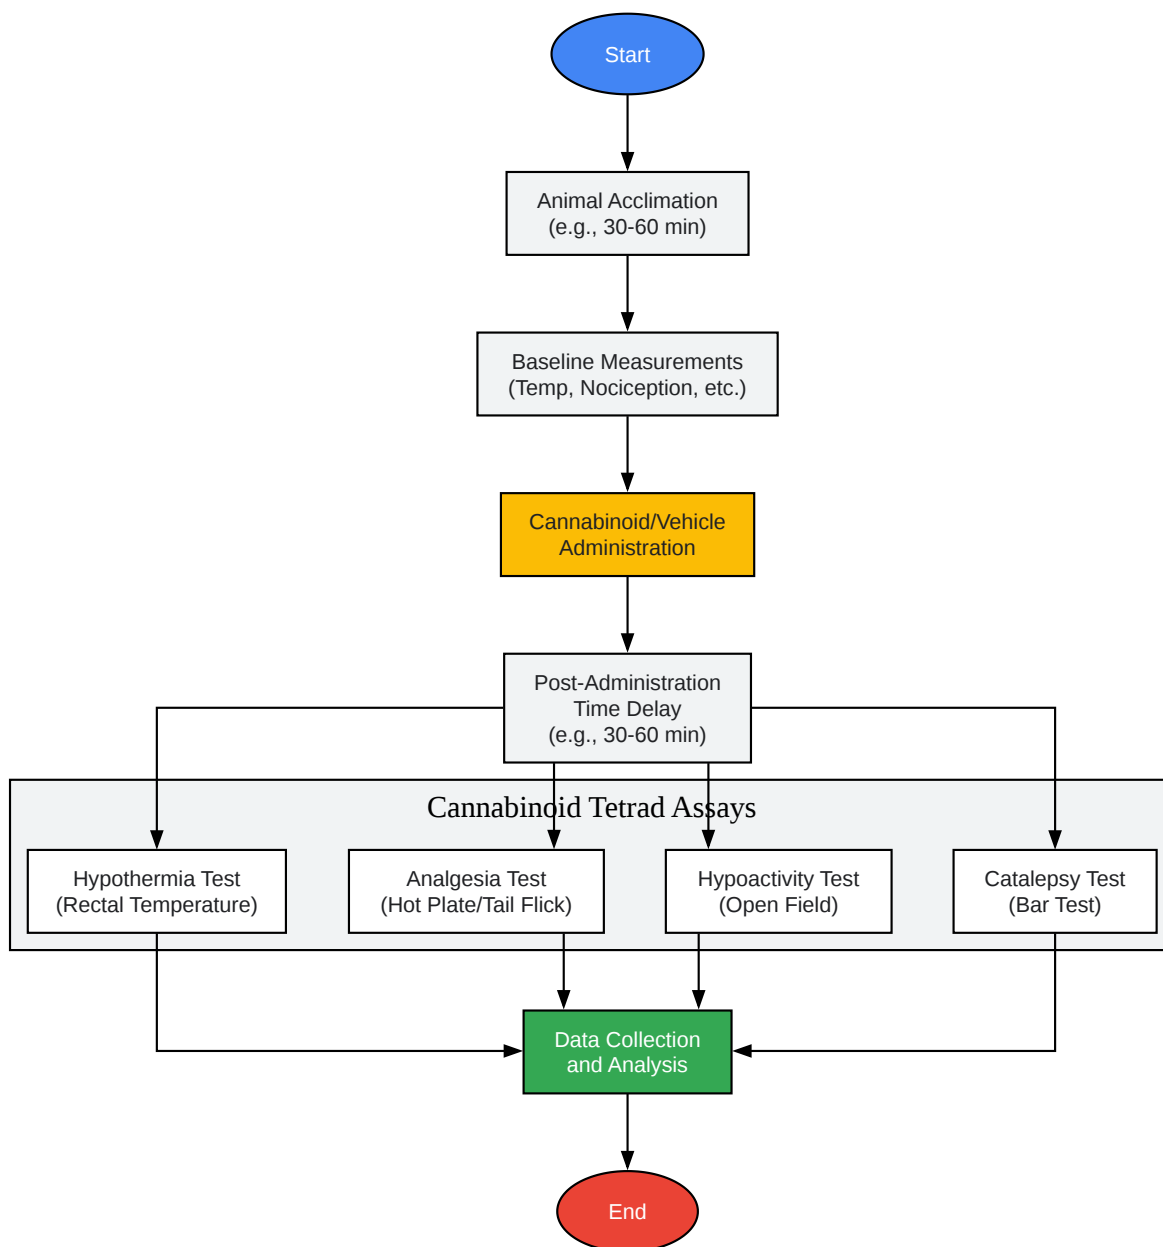 Start
Animal Acclimation
(e.g., 30-60 min)
Baseline Measurements
(Temp, Nociception, etc.)
Cannabinoid/Vehicle
Administration
Post-Administration
Time Delay
(e.g., 30-60 min)
Cannabinoid Tetrad Assays
Hypothermia Test
(Rectal Temperature)
Analgesia Test
(Hot Plate/Tail Flick)
Hypoactivity Test
(Open Field)
Catalepsy Test
(Bar Test)
Data Collection
and Analysis
End